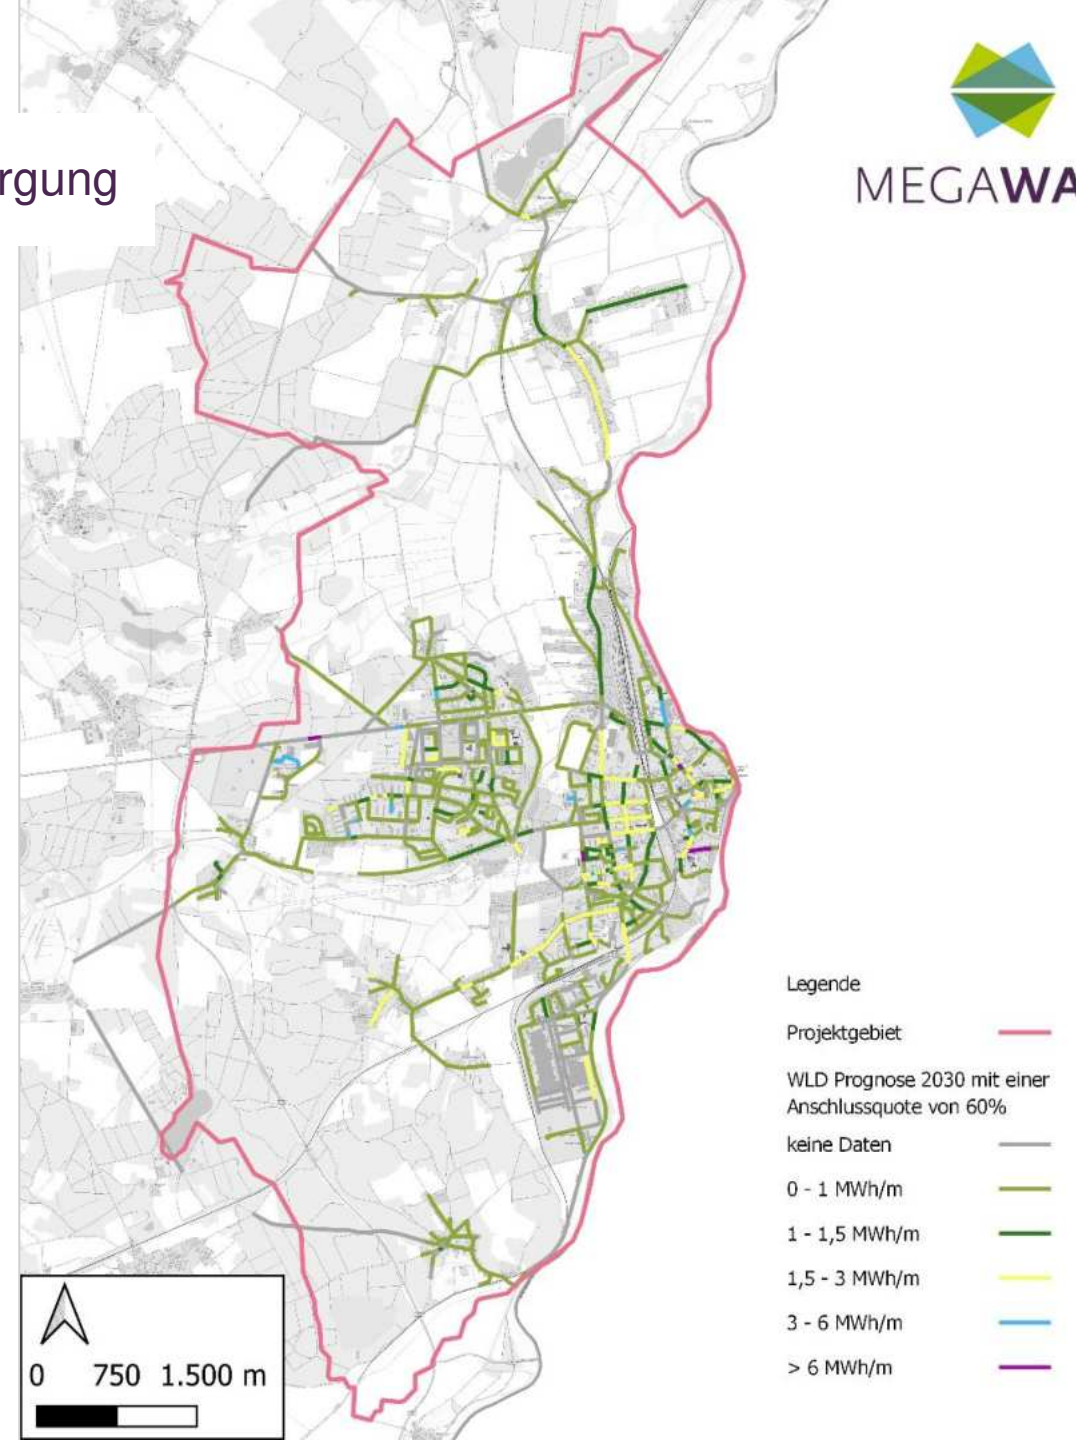 rgung
MEGAWA
Legende
Projektgebiet
WLD Prognose 2030 mit einer
Anschlussquote von 60%
keine Daten
0 - 1 MWh/m
1 - 1,5 MWh/m
1,5 - 3 MWh/m
3 - 6 MWh/m
> 6 MWh/m
0 750 1.500 m